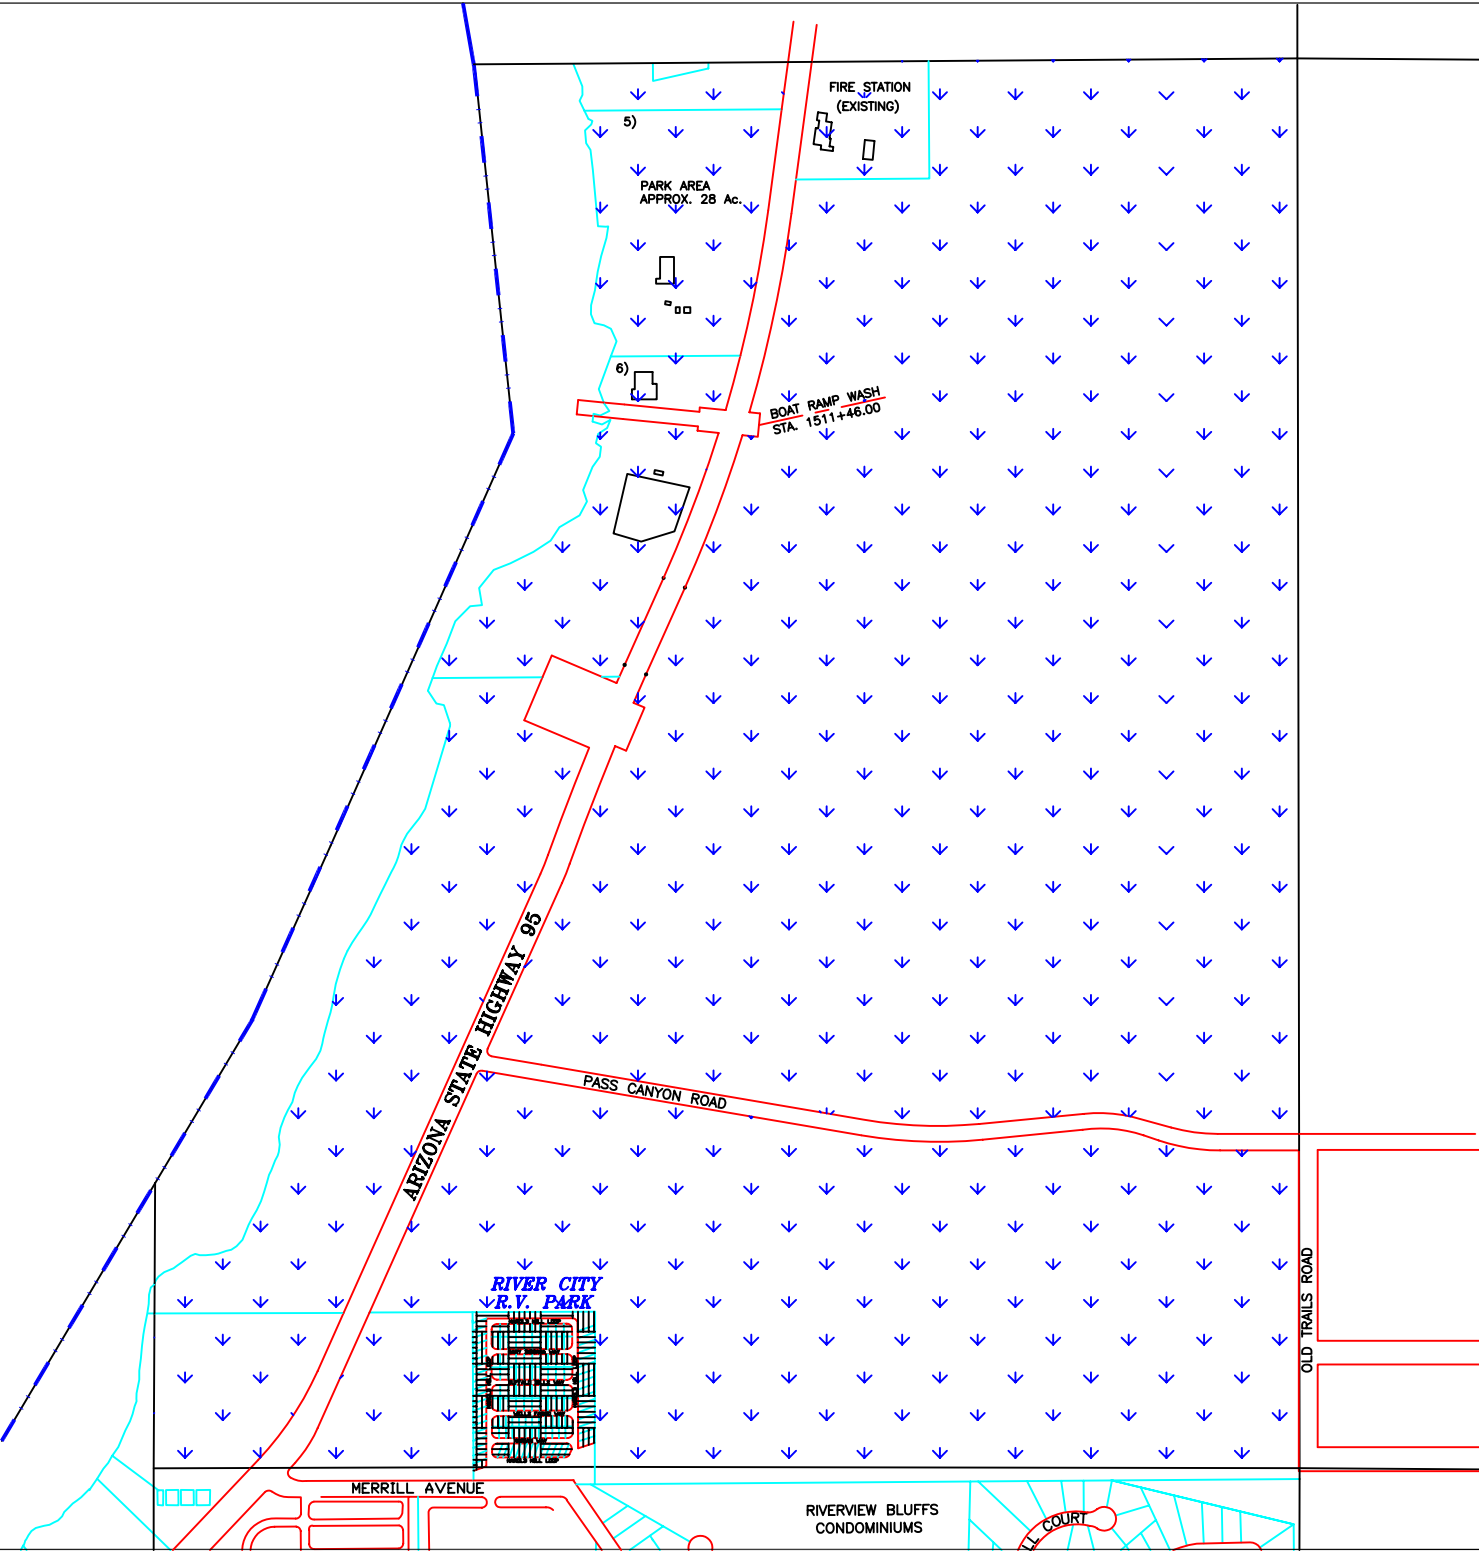 FIRE STATION
(EXISTING)
5)
PARK AREA
APPROX. 28 Ac.
6)
BOAT RAMP WASH
STA. 1511+46.00
ARIZONA STATE HIGHWAY 95
PASS CANYON ROAD
OLD TRAILS ROAD
RIVER CITY
R.V. PARK
MERRILL AVENUE
RIVERVIEW BLUFFS
CONDOMINIUMS
LL COURT